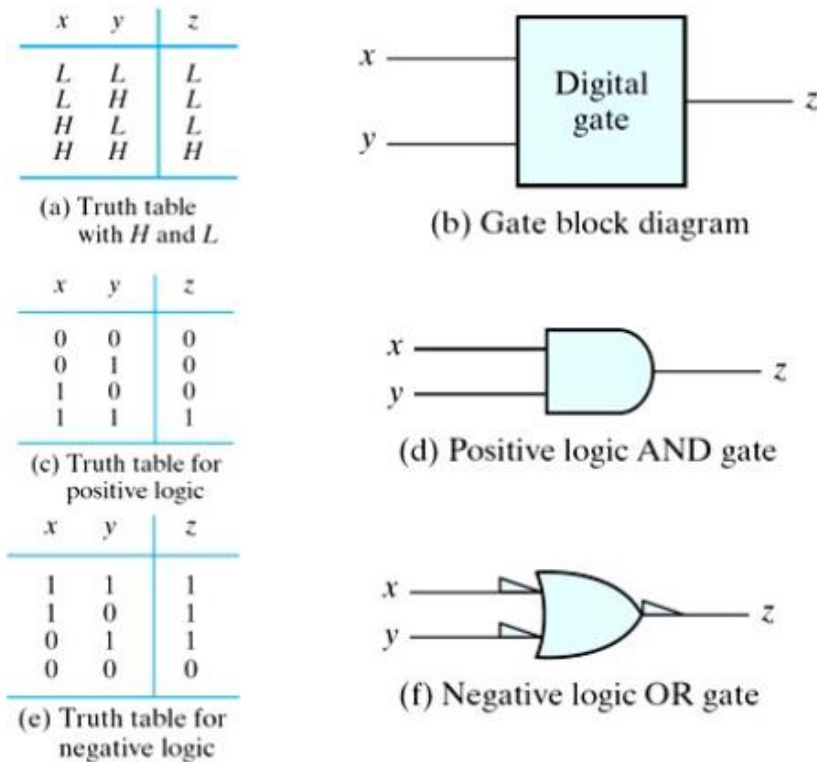 x y z
L L L
L H L
H L L
H H H
(a) Truth table
with H and L
x
y
Digital
gate
z
(b) Gate block diagram
x y z
0 0 0
0 1 0
1 0 0
1 1 1
(c) Truth table for
positive logic
x
y
z
(d) Positive logic AND gate
x y z
1 1 1
1 0 1
0 1 1
0 0 0
(e) Truth table for
negative logic
x
y
z
(f) Negative logic OR gate